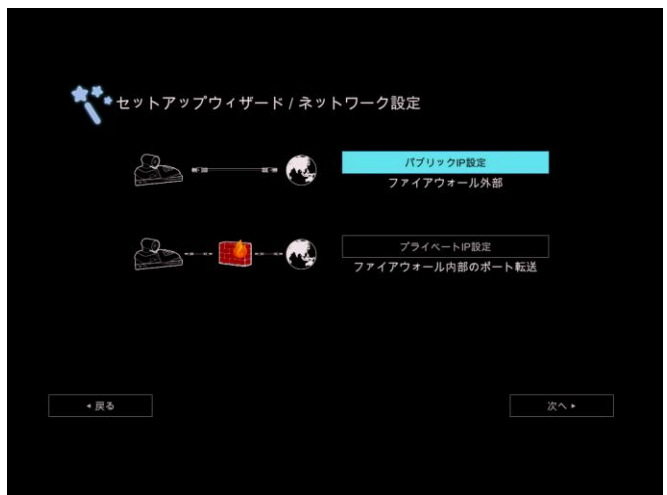 セットアップウィザード / ネットワーク設定
パブリックIP設定
ファイアウォール外部
プライベートIP設定
ファイアウォール内部のポート転送
◂ 戻る
次へ ▸